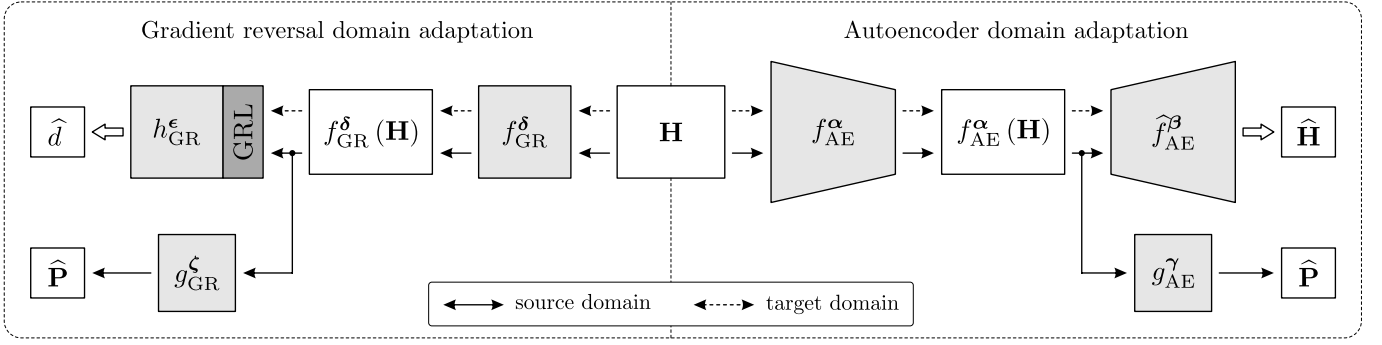 Gradient reversal domain adaptation
Autoencoder domain adaptation
d̂
h^ϵ_GR
GRL
f^δ_GR (H)
f^δ_GR
H
f^α_AE
f^α_AE (H)
f̂^β_AE
Ĥ
P̂
g^ζ_GR
g^γ_AE
P̂
source domain
target domain